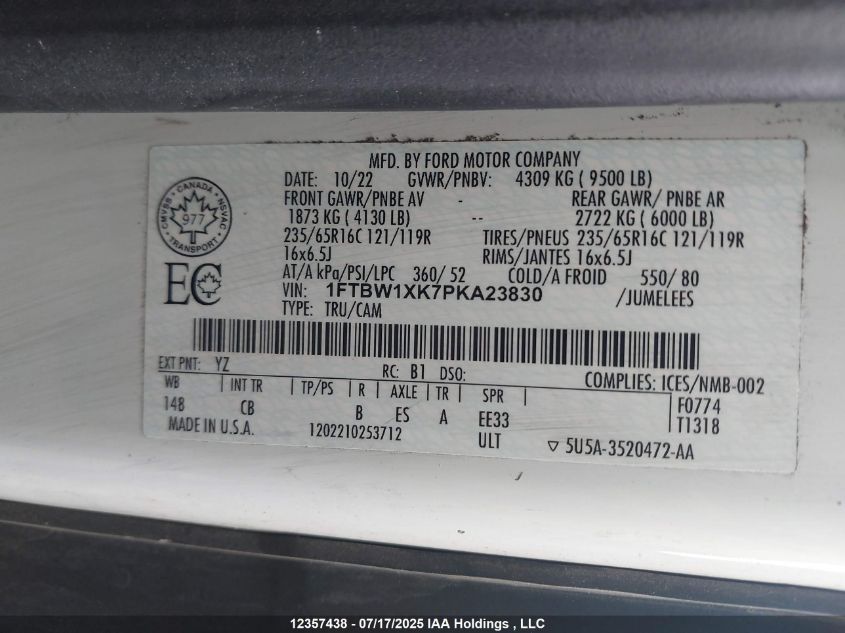 MFD. BY FORD MOTOR COMPANY
DATE: 10/22 GVWR/PNBV: 4309 KG ( 9500 LB)
FRONT GAWR/PNBE AV - REAR GAWR/ PNBE AR
1873 KG ( 4130 LB) -- 2722 KG ( 6000 LB)
235/65R16C 121/119R TIRES/PNEUS 235/65R16C 121/119R
16x6.5J RIMS/JANTES 16x6.5J
AT/A kPa/PSI/LPC 360/ 52 COLD/A FROID 550/ 80
VIN: 1FTBW1XK7PKA23830 /JUMELEES
TYPE: TRU/CAM
CANADA
CMVSS NSVAC
977
TRANSPORT
EC
EXT PNT: YZ RC: B1 DSO: COMPLIES: ICES/NMB-002
WB INT TR TP/PS R AXLE TR SPR F0774
148 CB B ES A EE33 T1318
MADE IN U.S.A. 1202210253712 ULT ▽ 5U5A-3520472-AA
12357438 - 07/17/2025 IAA Holdings , LLC